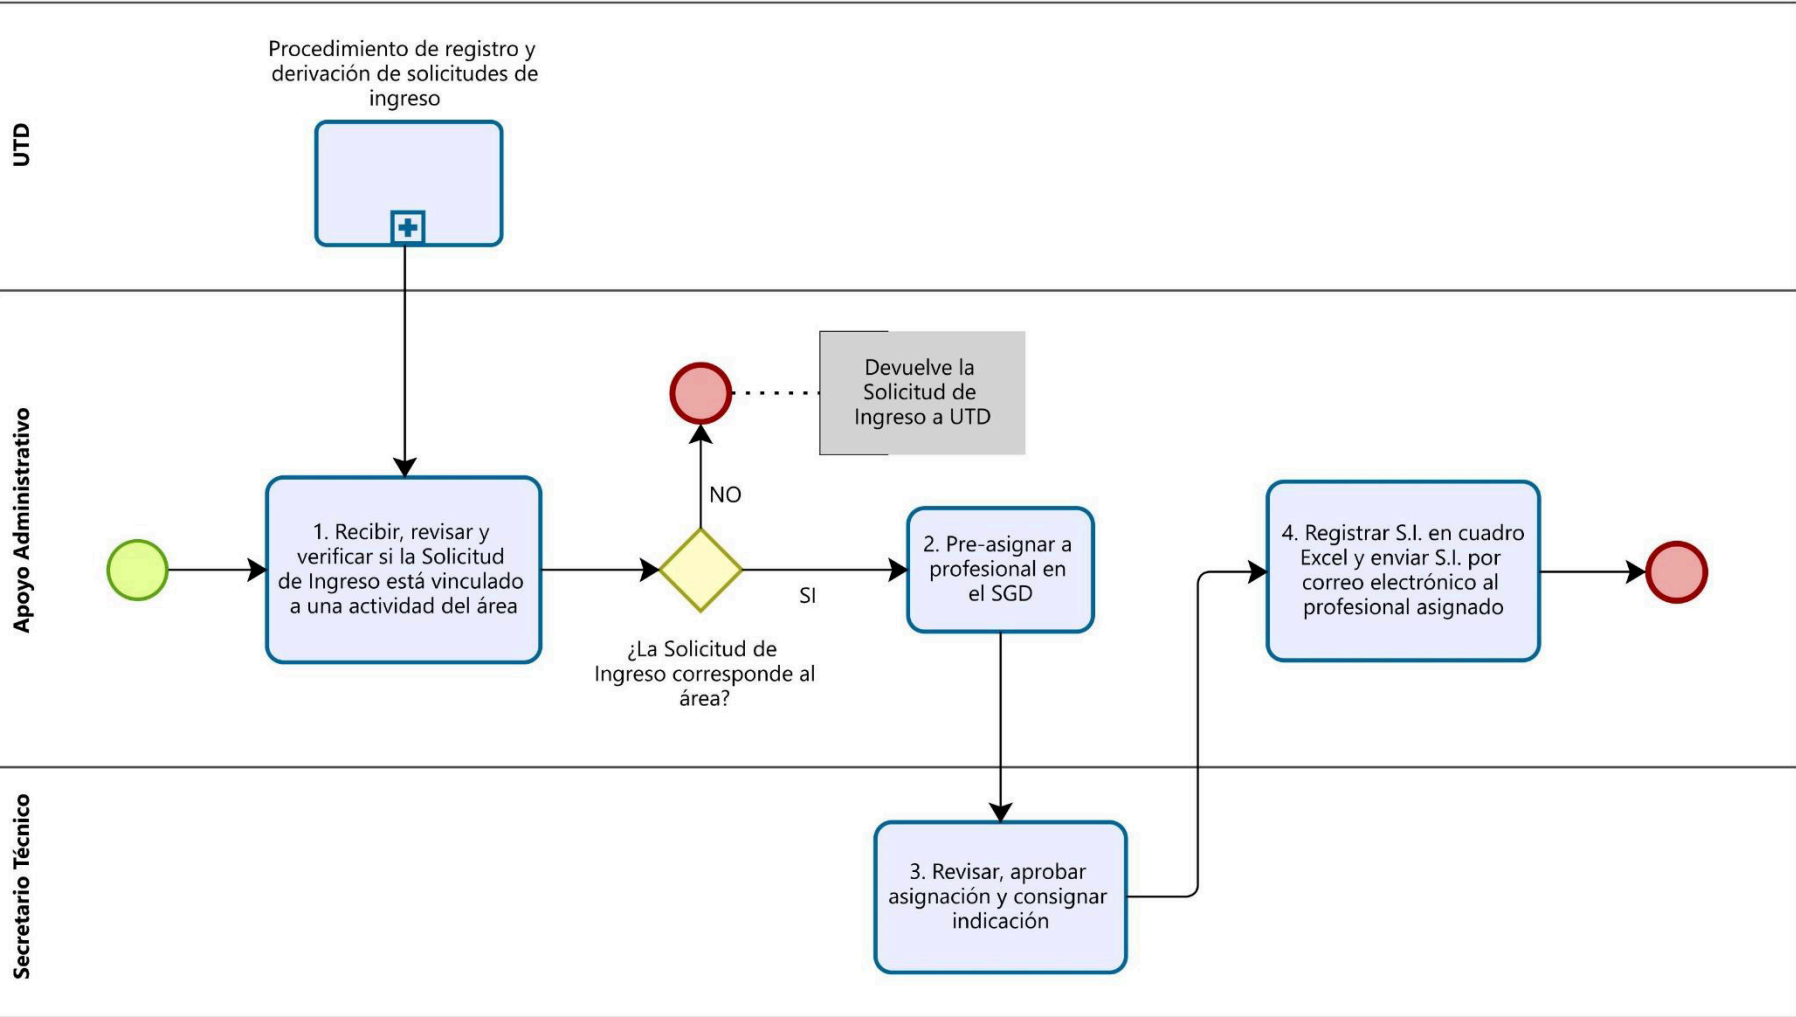 UTD
Procedimiento de registro y
derivación de solicitudes de
ingreso
Apoyo Administrativo
Devuelve la
Solicitud de
Ingreso a UTD
NO
1. Recibir, revisar y
verificar si la Solicitud
de Ingreso está vinculado
a una actividad del área
¿La Solicitud de
Ingreso corresponde al
área?
SI
2. Pre-asignar a
profesional en
el SGD
4. Registrar S.I. en cuadro
Excel y enviar S.I. por
correo electrónico al
profesional asignado
Secretario Técnico
3. Revisar, aprobar
asignación y consignar
indicación